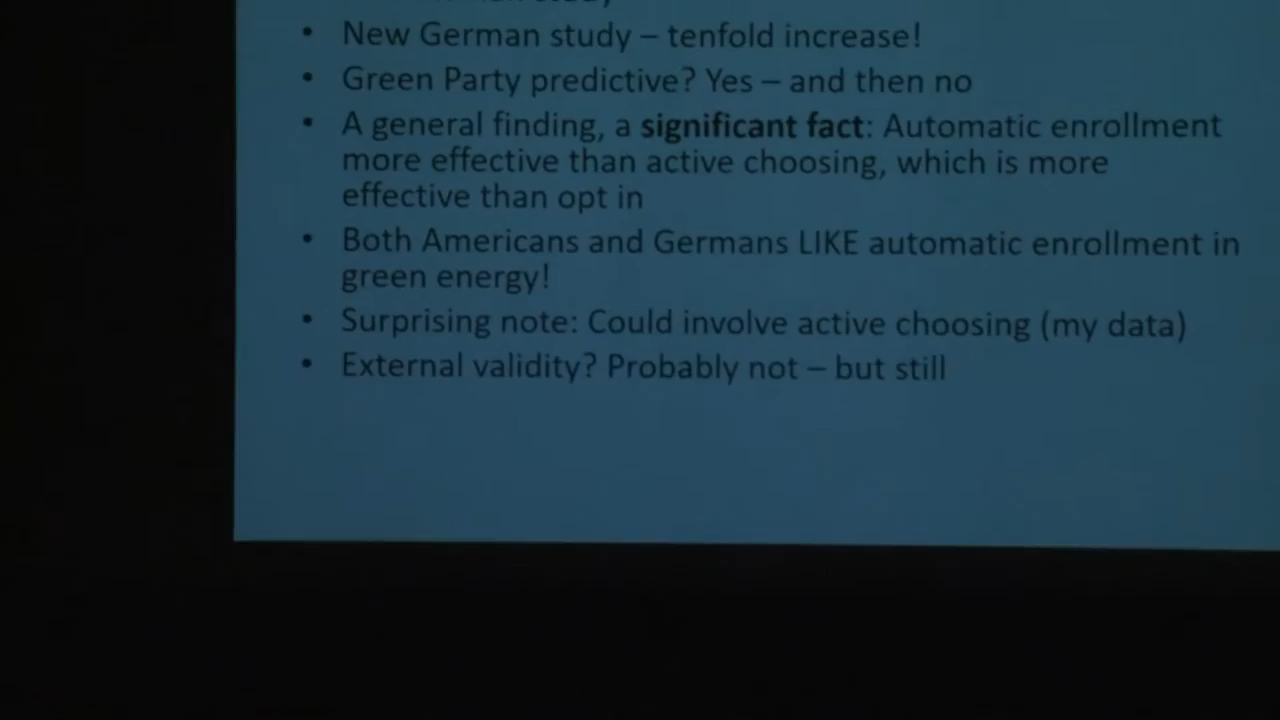 • New German study – tenfold increase!
• Green Party predictive? Yes – and then no
• A general finding, a significant fact: Automatic enrollment
more effective than active choosing, which is more
effective than opt in
• Both Americans and Germans LIKE automatic enrollment in
green energy!
• Surprising note: Could involve active choosing (my data)
• External validity? Probably not – but still